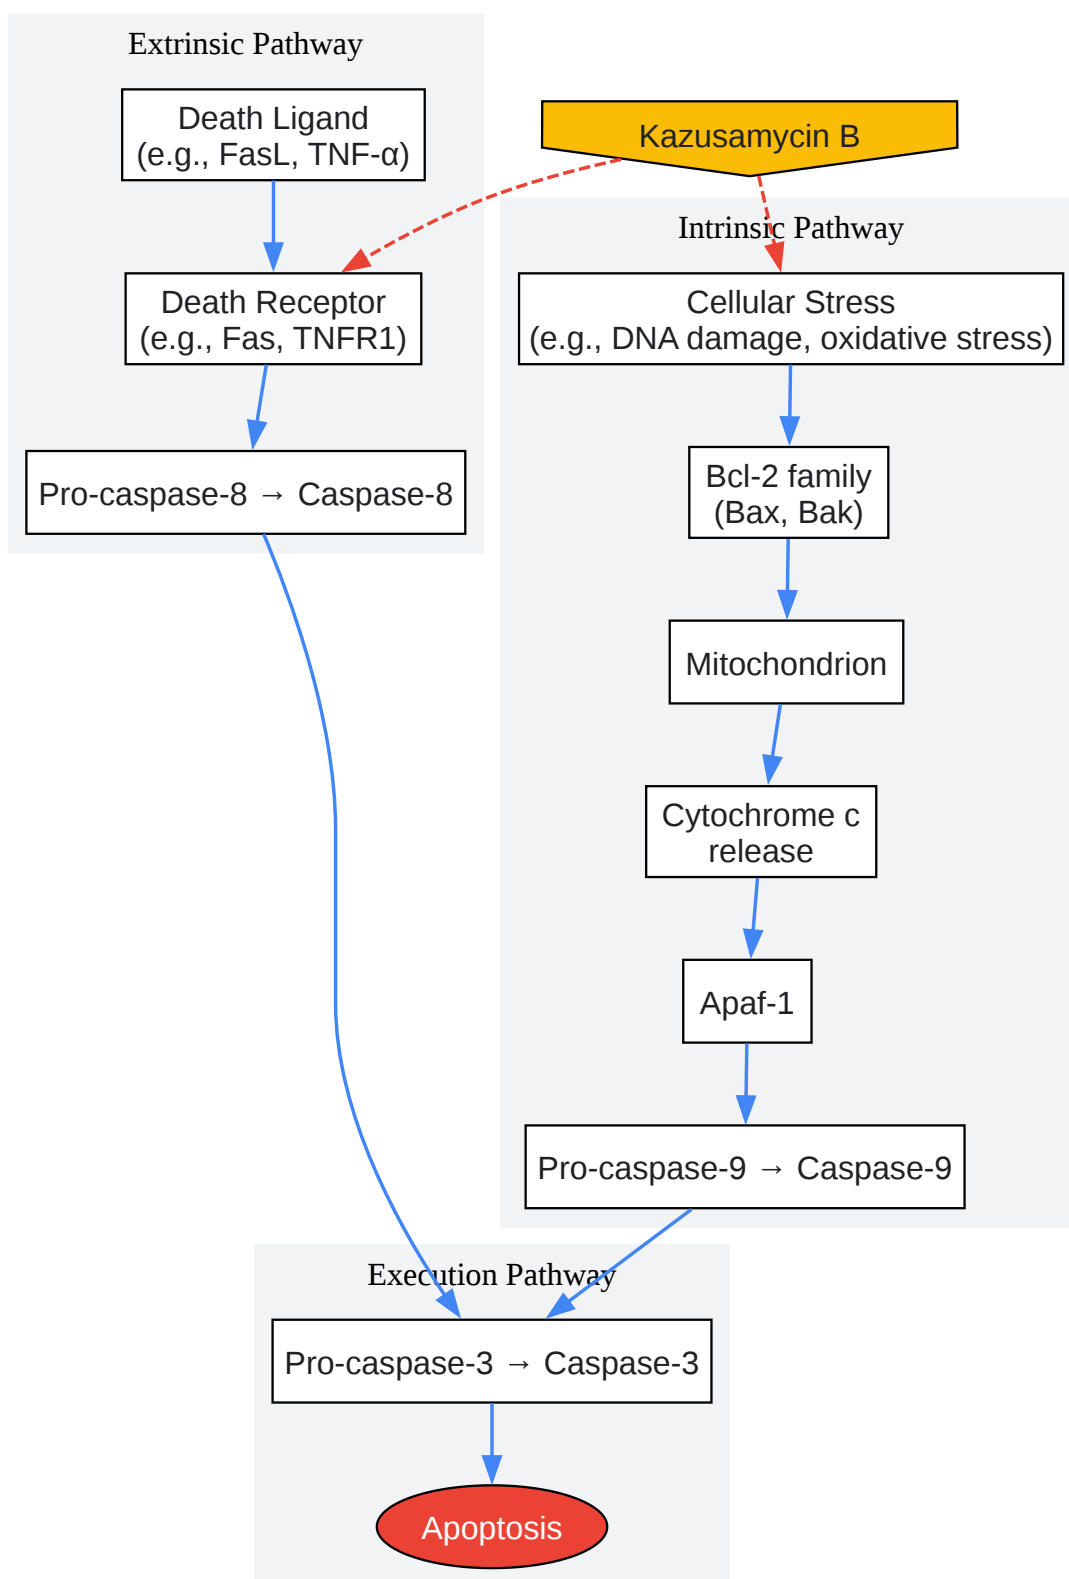 Extrinsic Pathway
Death Ligand
(e.g., FasL, TNF-α)
Kazusamycin B
Intrinsic Pathway
Death Receptor
(e.g., Fas, TNFR1)
Cellular Stress
(e.g., DNA damage, oxidative stress)
Pro-caspase-8 → Caspase-8
Bcl-2 family
(Bax, Bak)
Mitochondrion
Cytochrome c
release
Apaf-1
Pro-caspase-9 → Caspase-9
Execution Pathway
Pro-caspase-3 → Caspase-3
Apoptosis